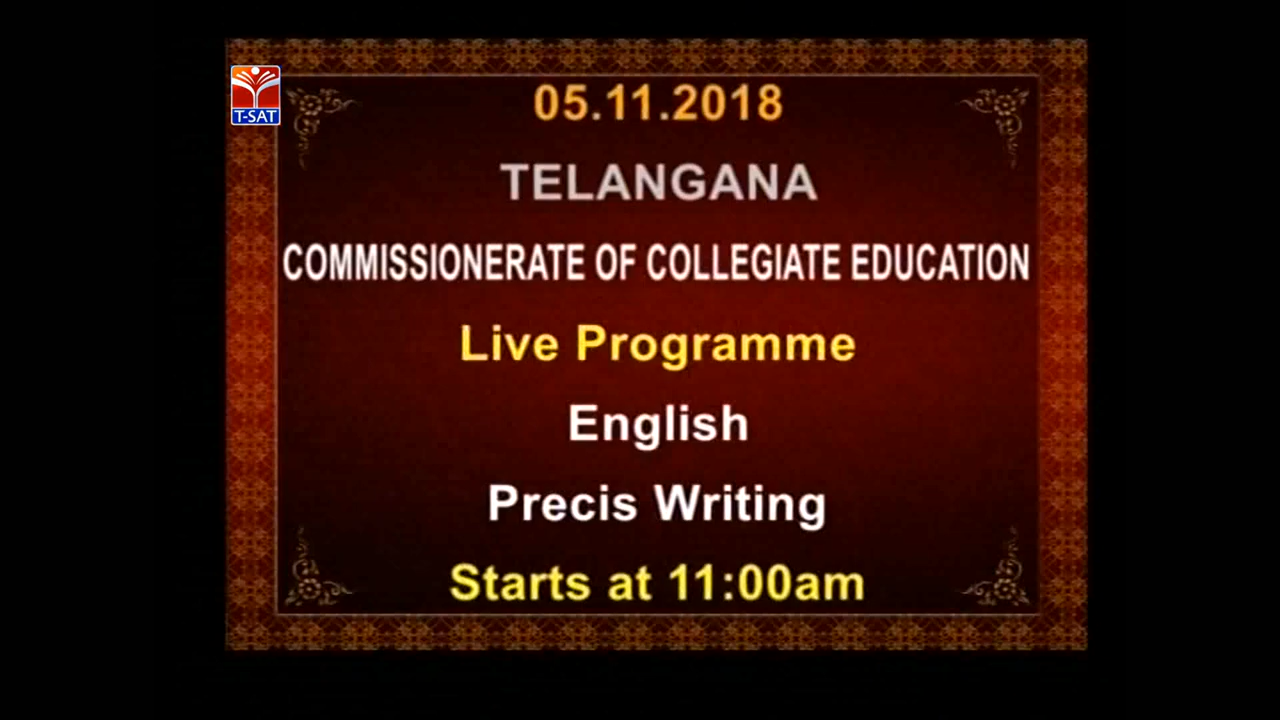 T-SAT
05.11.2018
TELANGANA
COMMISSIONERATE OF COLLEGIATE EDUCATION
Live Programme
English
Precis Writing
Starts at 11:00am